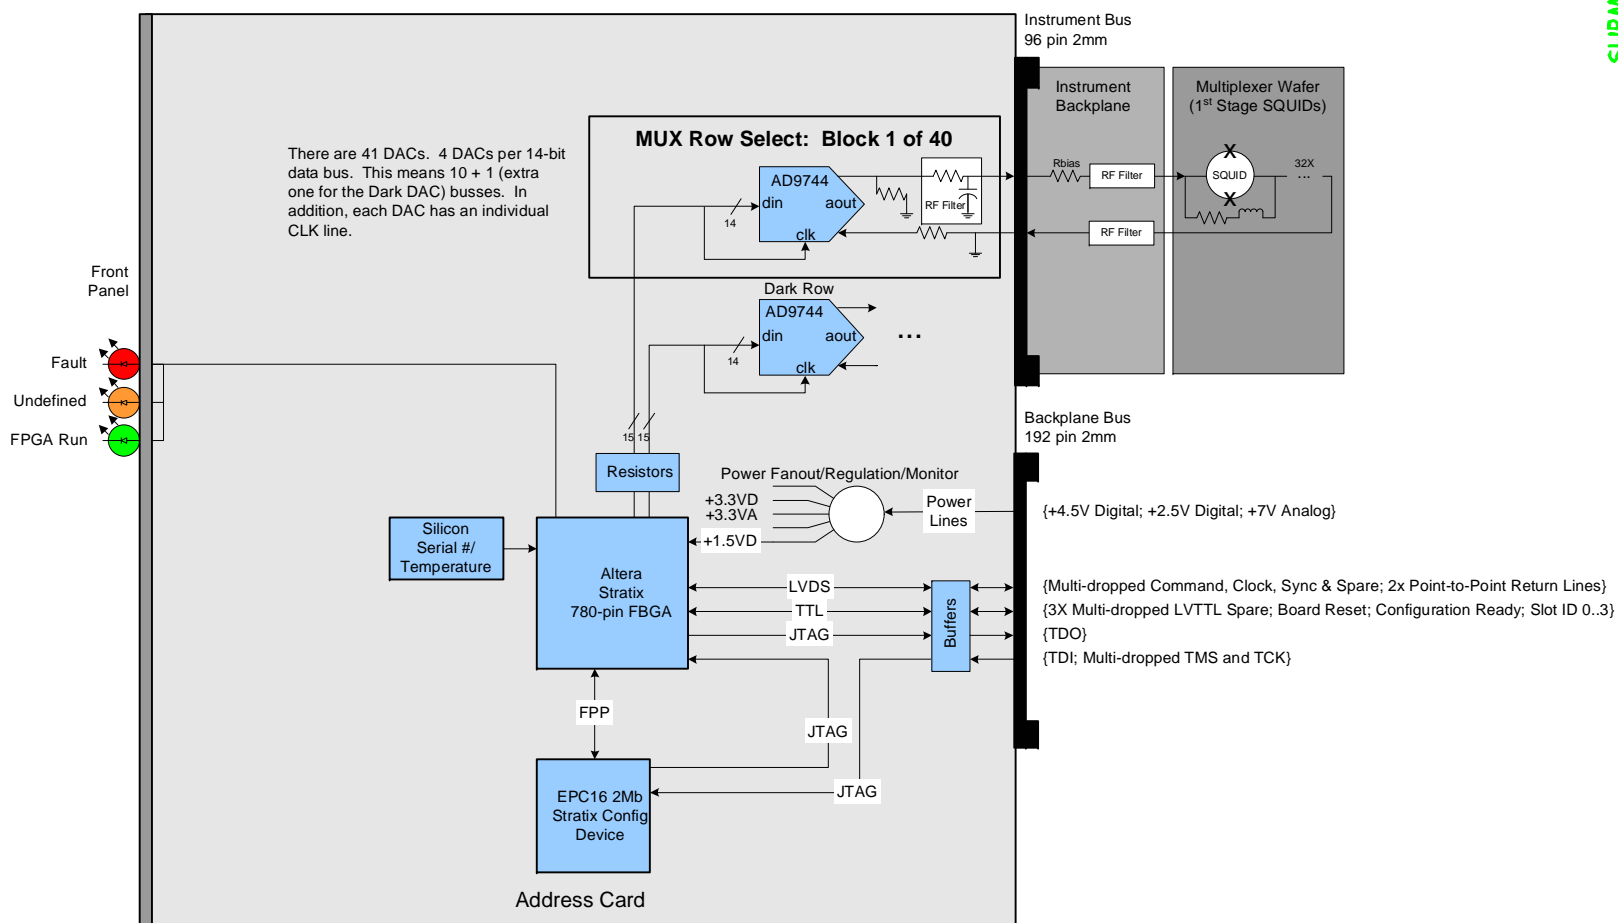 Instrument Bus
96 pin 2mm
Instrument
Backplane
Multiplexer Wafer
(1st Stage SQUIDs)
MUX Row Select:  Block 1 of 40
There are 41 DACs.  4 DACs per 14-bit
data bus.  This means 10 + 1 (extra
one for the Dark DAC) busses.  In
addition, each DAC has an individual
CLK line.
AD9744
din
aout
clk
14
RF Filter
Rbias
RF Filter
RF Filter
X
SQUID
X
32X
...
Front
Panel
Fault
Undefined
FPGA Run
Dark Row
AD9744
din
aout
clk
14
...
15
15
Resistors
Backplane Bus
192 pin 2mm
Power Fanout/Regulation/Monitor
+3.3VD
+3.3VA
+1.5VD
Power
Lines
{+4.5V Digital; +2.5V Digital; +7V Analog}
Silicon
Serial #/
Temperature
Altera
Stratix
780-pin FBGA
LVDS
TTL
JTAG
Buffers
{Multi-dropped Command, Clock, Sync & Spare; 2x Point-to-Point Return Lines}
{3X Multi-dropped LVTTL Spare; Board Reset; Configuration Ready; Slot ID 0..3}
{TDO}
{TDI; Multi-dropped TMS and TCK}
FPP
JTAG
JTAG
EPC16 2Mb
Stratix Config
Device
Address Card